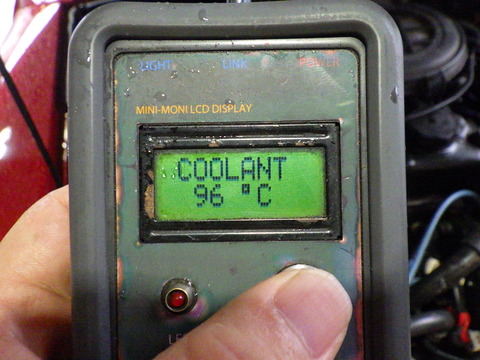 LIGHT LINK POWER
MINI-MONI LCD DISPLAY
COOLANT
96 °C